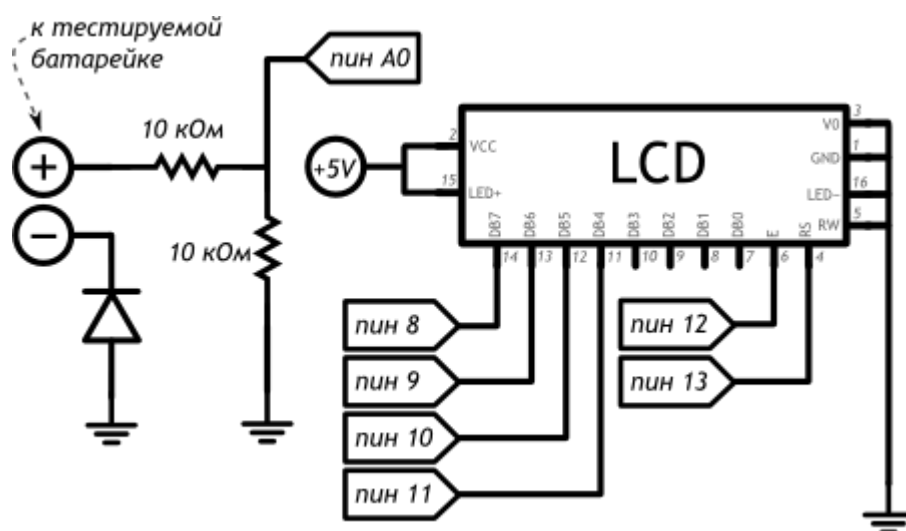 к тестируемой
батарейке
+
−
10 кОм
10 кОм
пин A0
+5V
LCD
2
VCC
15
LED+
3
V0
1
GND
16
LED−
5
RW
DB7
DB6
DB5
DB4
DB3
DB2
DB1
DB0
E
RS
14
13
12
11
10
9
8
7
6
4
пин 8
пин 9
пин 10
пин 11
пин 12
пин 13